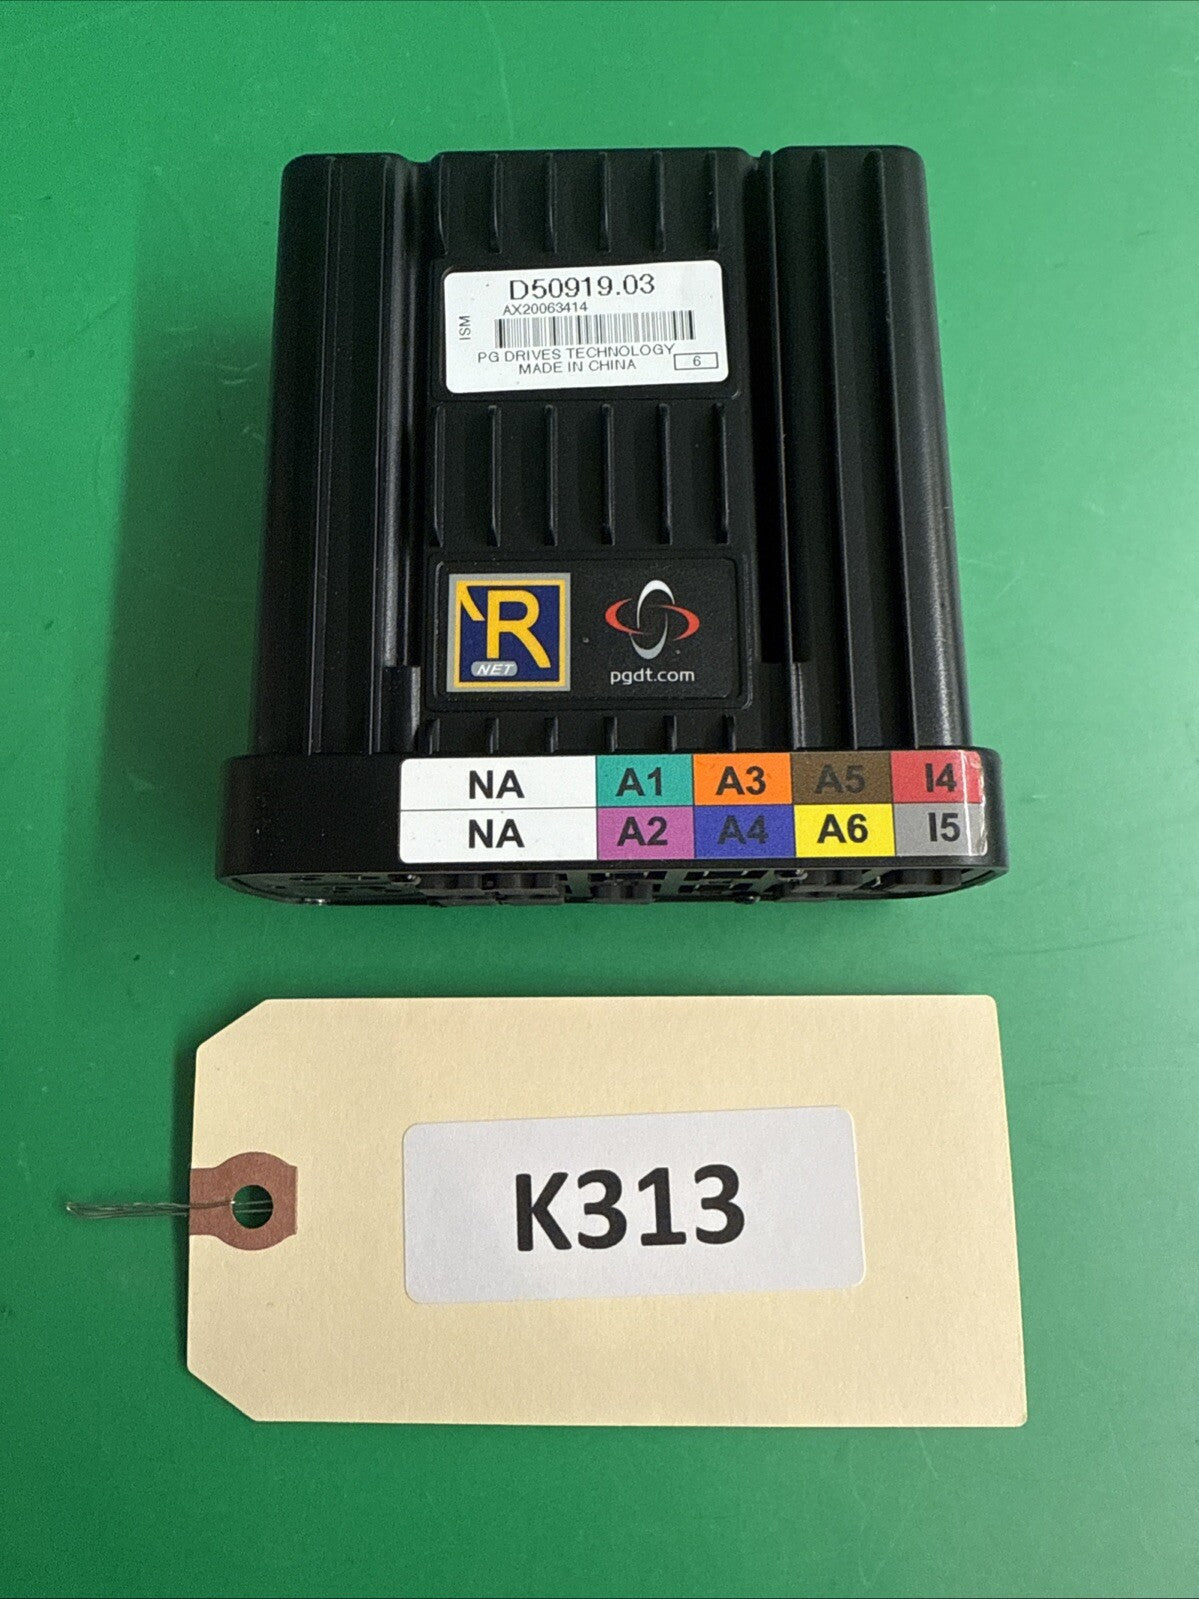 D50919.03
AX20063414
ISM
PG DRIVES TECHNOLOGY
MADE IN CHINA
6
R
NET
pgdt.com
NA A1 A3 A5 I4
NA A2 A4 A6 I5
K313